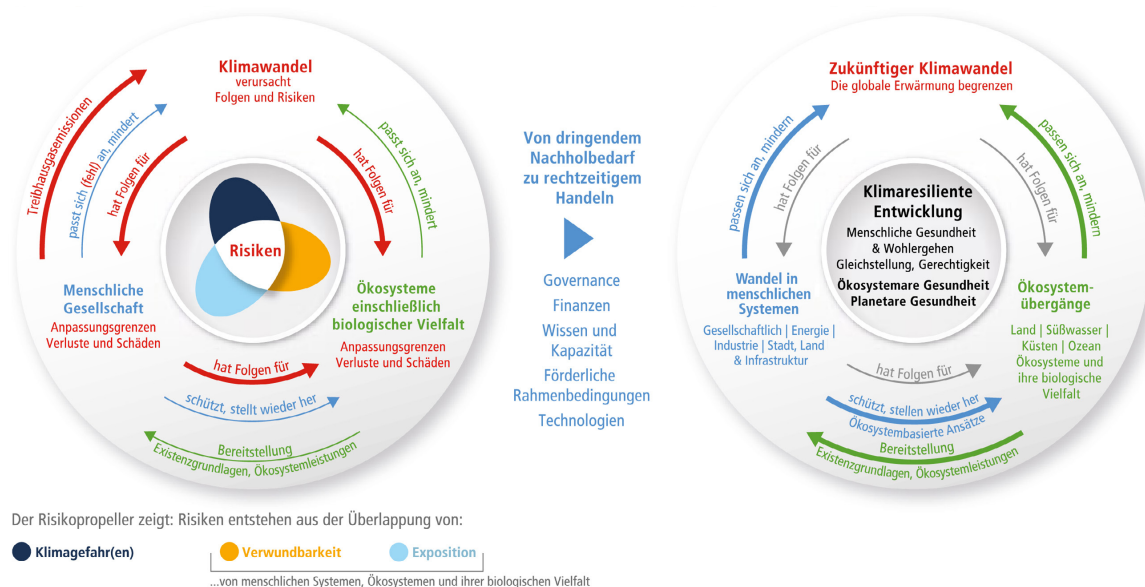 Klimawandel
verursacht
Folgen und Risiken
Treibhausgasemissionen
passt sich (fehl) an, mindert
hat Folgen für
hat Folgen für
passt sich an, mindert
Risiken
Menschliche
Gesellschaft
Anpassungsgrenzen
Verluste und Schäden
Ökosysteme
einschließlich
biologischer Vielfalt
Anpassungsgrenzen
Verluste und Schäden
hat Folgen für
schützt, stellt wieder her
Bereitstellung
Existenzgrundlagen, Ökosystemleistungen
Von dringendem
Nachholbedarf
zu rechtzeitigem
Handeln
Governance
Finanzen
Wissen und
Kapazität
Förderliche
Rahmenbedingungen
Technologien
Zukünftiger Klimawandel
Die globale Erwärmung begrenzen
passen sich an, mindern
hat Folgen für
hat Folgen für
passen sich an, mindern
Klimaresiliente
Entwicklung
Menschliche Gesundheit
& Wohlergehen
Gleichstellung, Gerechtigkeit
Ökosystemare Gesundheit
Planetare Gesundheit
Wandel in
menschlichen
Systemen
Gesellschaftlich | Energie |
Industrie | Stadt, Land
& Infrastruktur
Ökosystem-
übergänge
Land | Süßwasser |
Küsten | Ozean
Ökosysteme und
ihre biologische
Vielfalt
hat Folgen für
schützt, stellen wieder her
Ökosystembasierte Ansätze
Bereitstellung
Existenzgrundlagen, Ökosystemleistungen
Der Risikopropeller zeigt: Risiken entstehen aus der Überlappung von:
Klimagefahr(en)
Verwundbarkeit
Exposition
...von menschlichen Systemen, Ökosystemen und ihrer biologischen Vielfalt